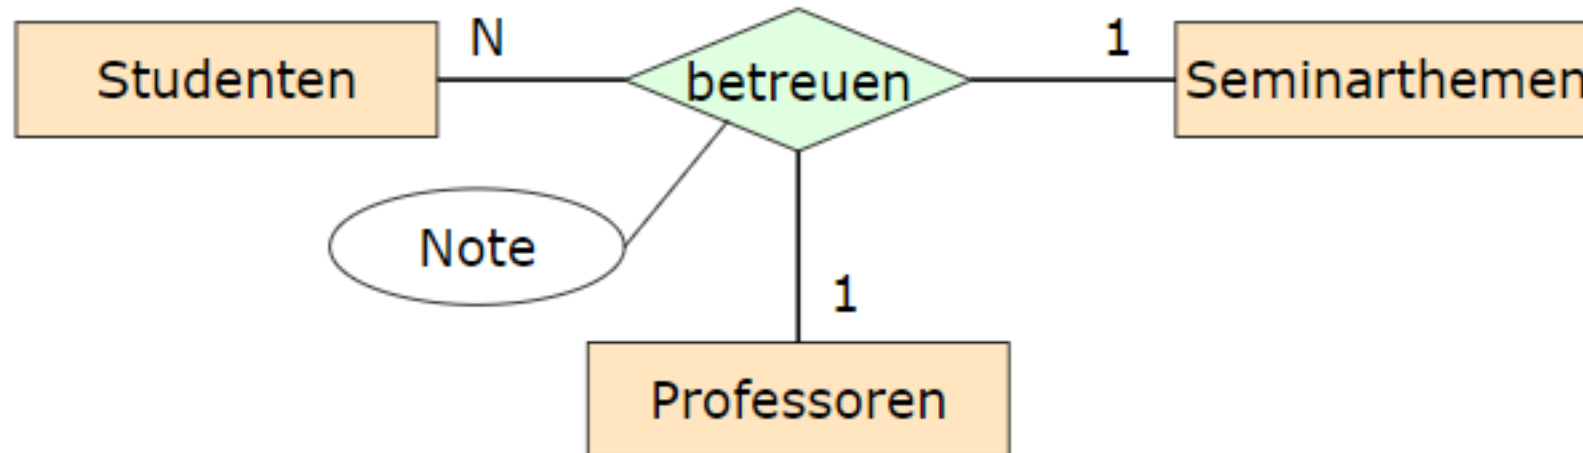 Studenten
N
betreuen
1
Seminarthemen
Note
1
Professoren